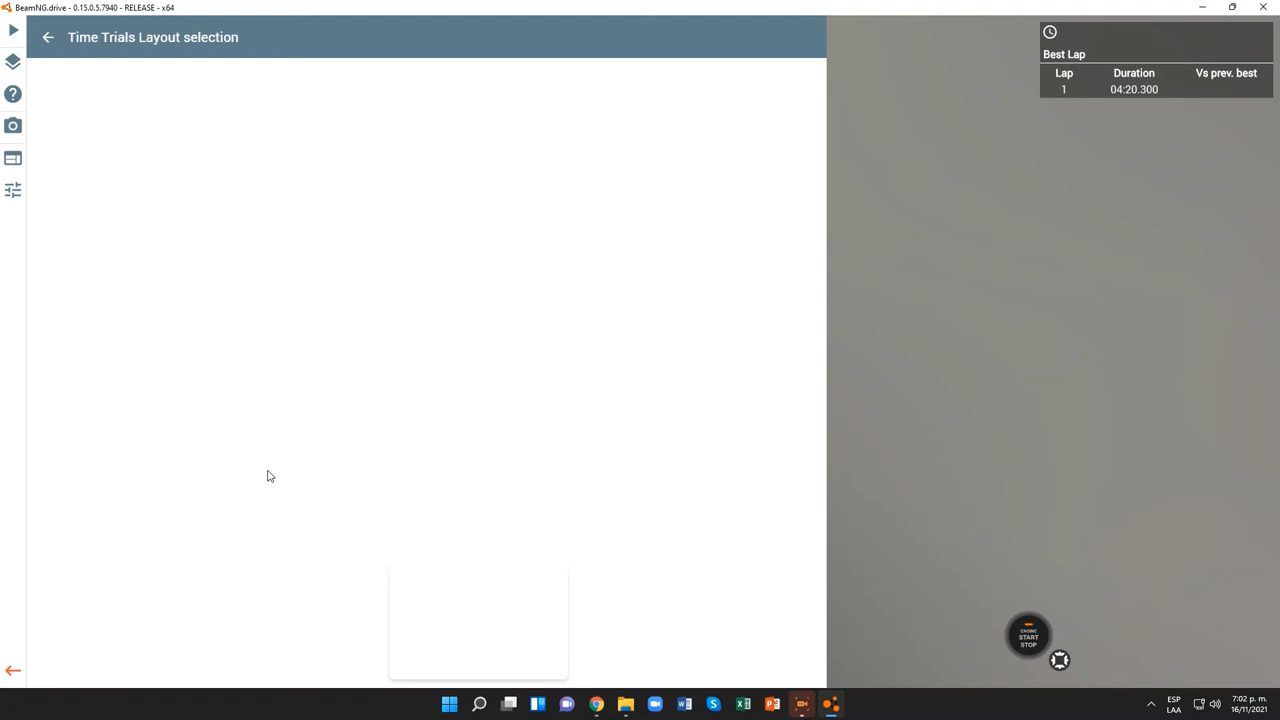 BeamNG.drive - 0.15.0.5.7940 - RELEASE - x64
Time Trials Layout selection
Best Lap
Lap Duration Vs prev. best
1 04:20.300
ENGINE
START
STOP
ESP
LAA
7:02 p. m.
16/11/2021